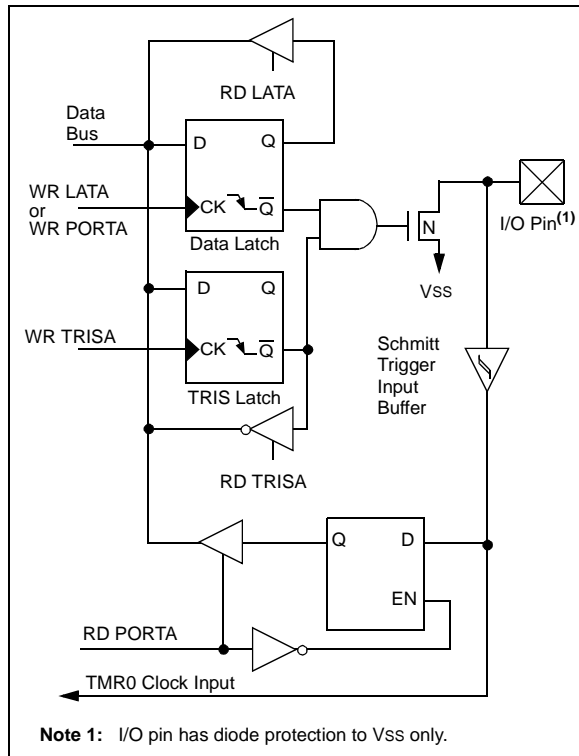 RD LATA
Data
Bus
D
Q
WR LATA
or
WR PORTA
CK
Q
Data Latch
N
I/O Pin(1)
VSS
D
Q
WR TRISA
CK
Q
TRIS Latch
Schmitt
Trigger
Input
Buffer
RD TRISA
Q
D
EN
RD PORTA
TMR0 Clock Input
Note 1: I/O pin has diode protection to VSS only.